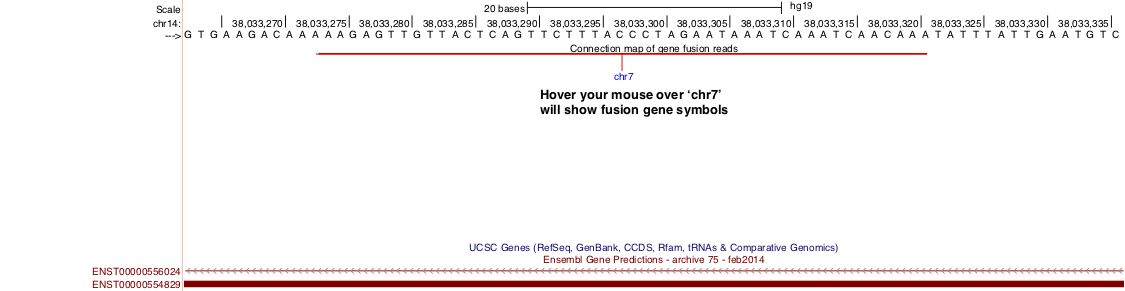 Scale 20 bases hg19
chr14: 38,033,270 38,033,275 38,033,280 38,033,285 38,033,290 38,033,295 38,033,300 38,033,305 38,033,310 38,033,315 38,033,320 38,033,325 38,033,330 38,033,335
---> G T G A A G A C A A A A A G A G T T G T T A C T C A G T T C T T T A C C C T A G A A T A A A T C A A A T C A A C A A A T A T T T A T T G A A T G T C
Connection map of gene fusion reads
chr7
Hover your mouse over ‘chr7’
will show fusion gene symbols
UCSC Genes (RefSeq, GenBank, CCDS, Rfam, tRNAs & Comparative Genomics)
Ensembl Gene Predictions - archive 75 - feb2014
ENST00000556024
ENST00000554829